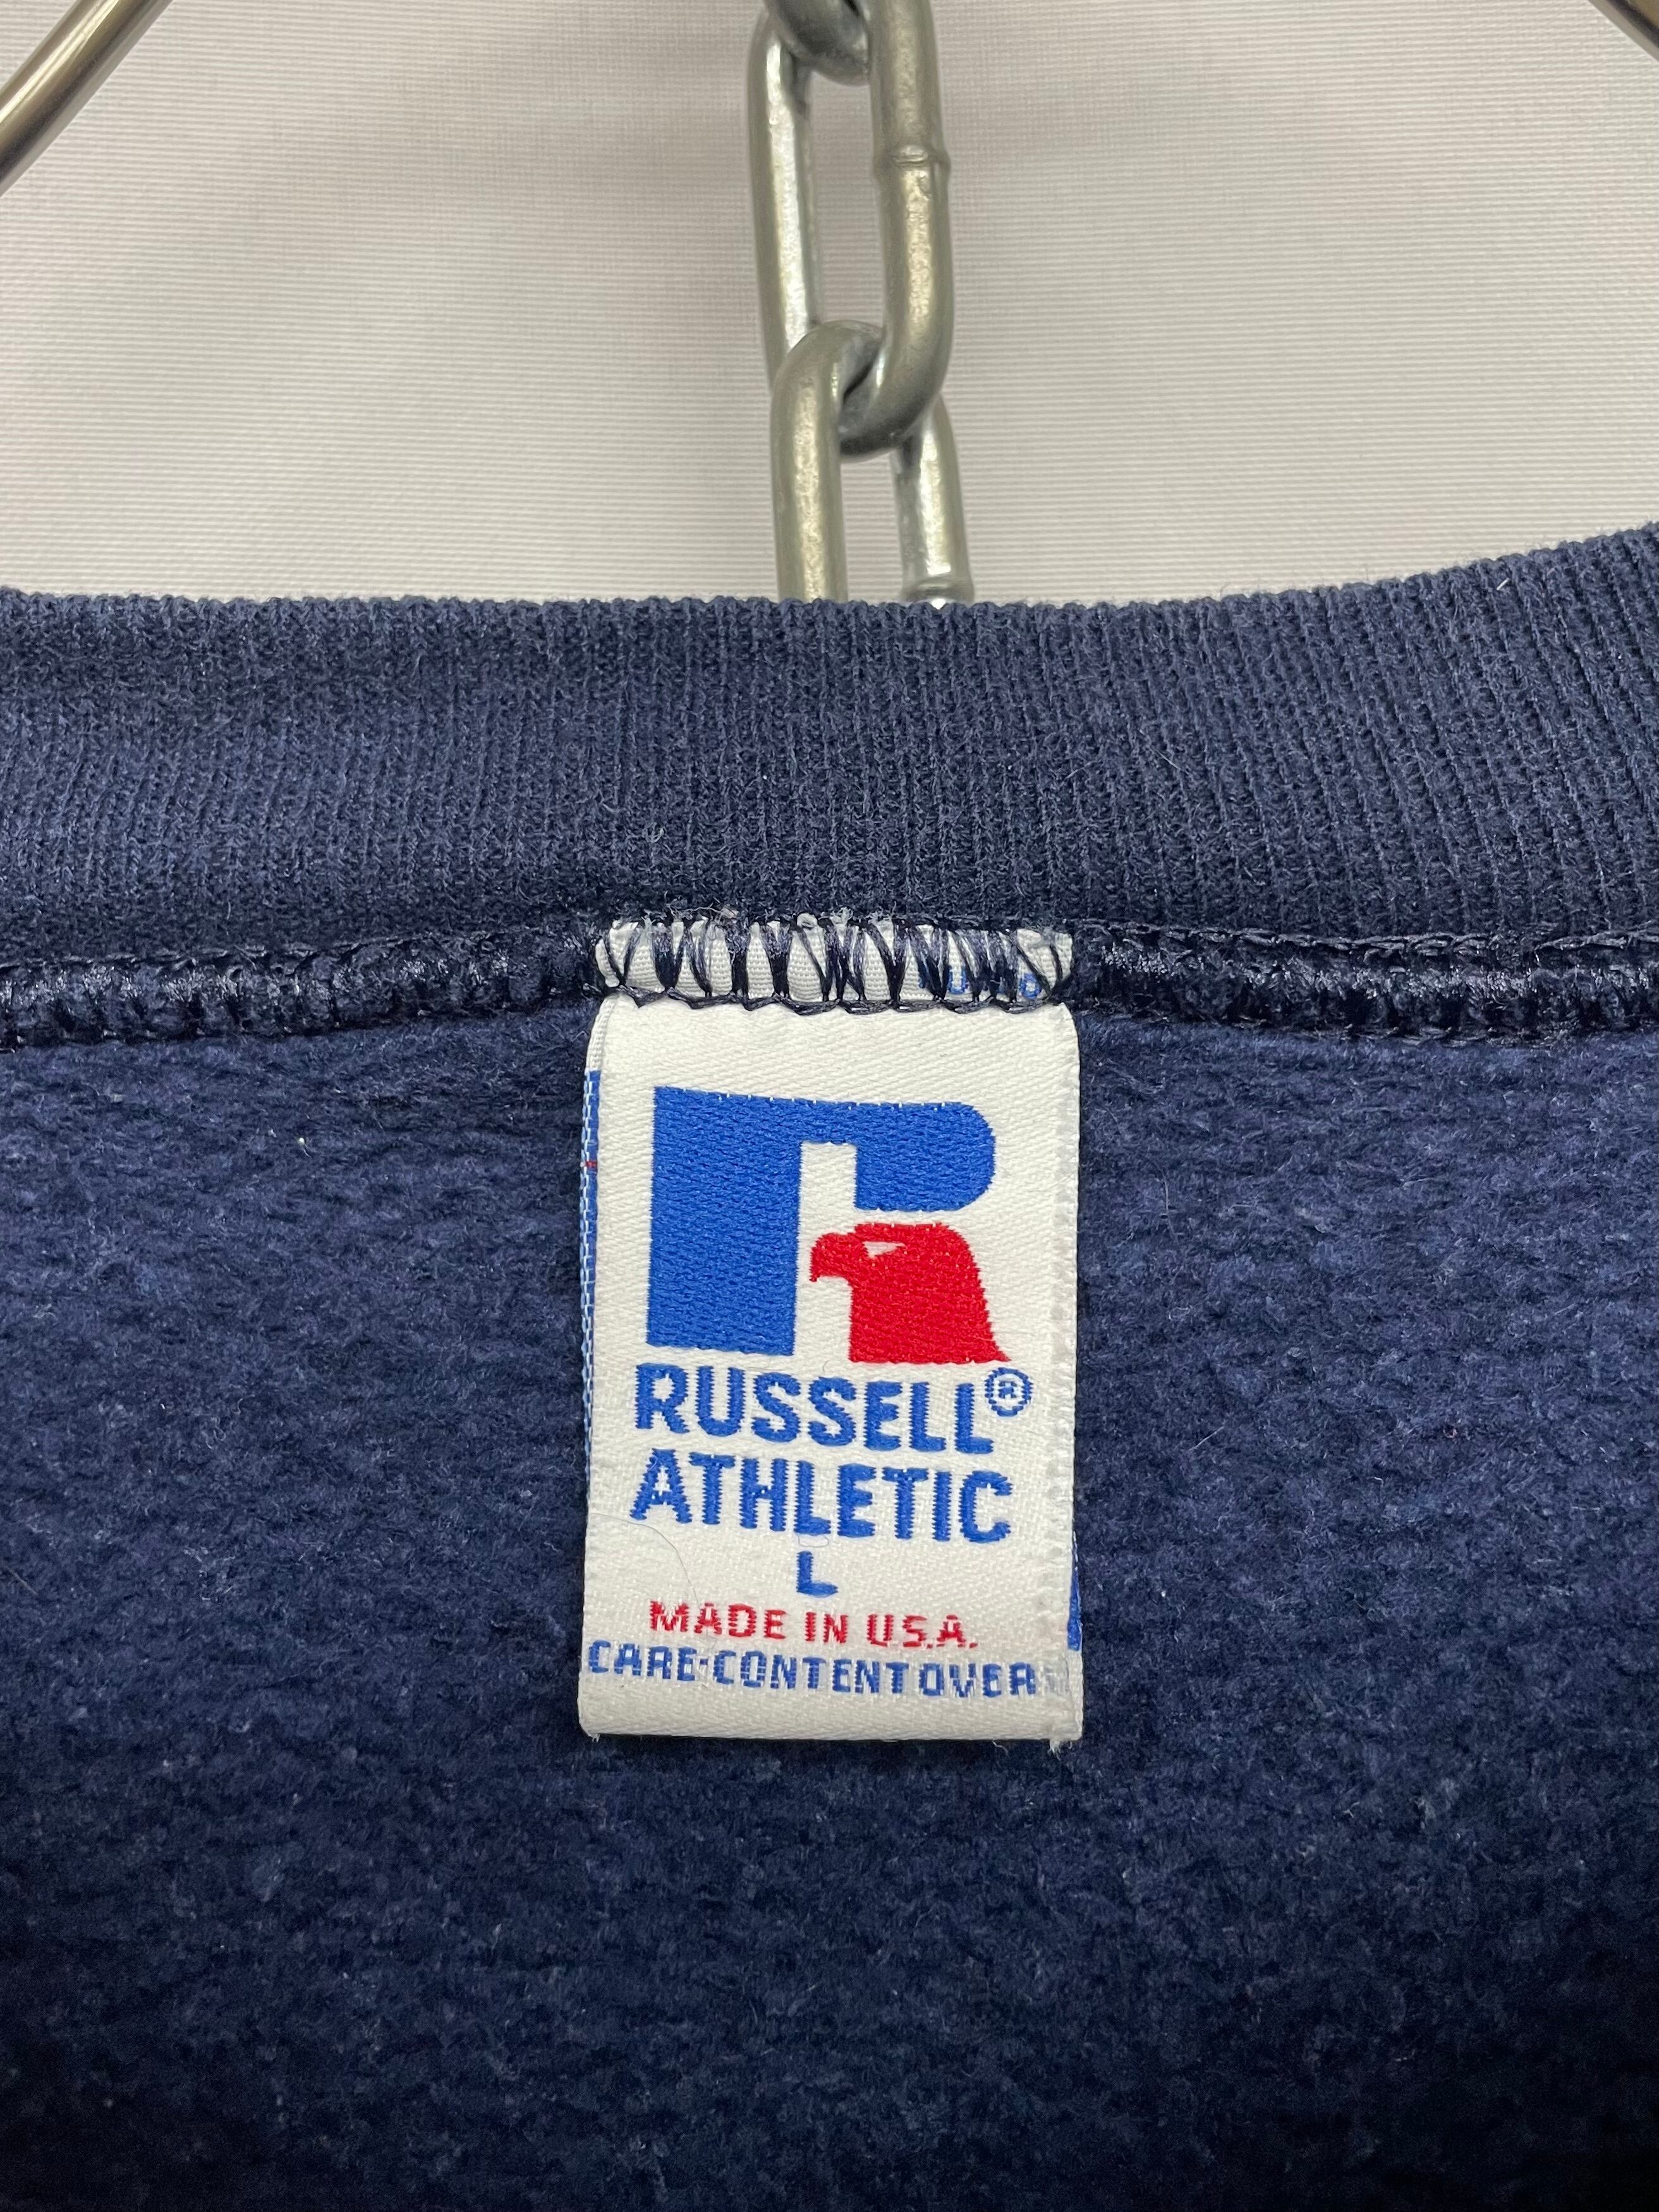 RUSSELL®
ATHLETIC
L
MADE IN U.S.A.
CARE·CONTENT OVER